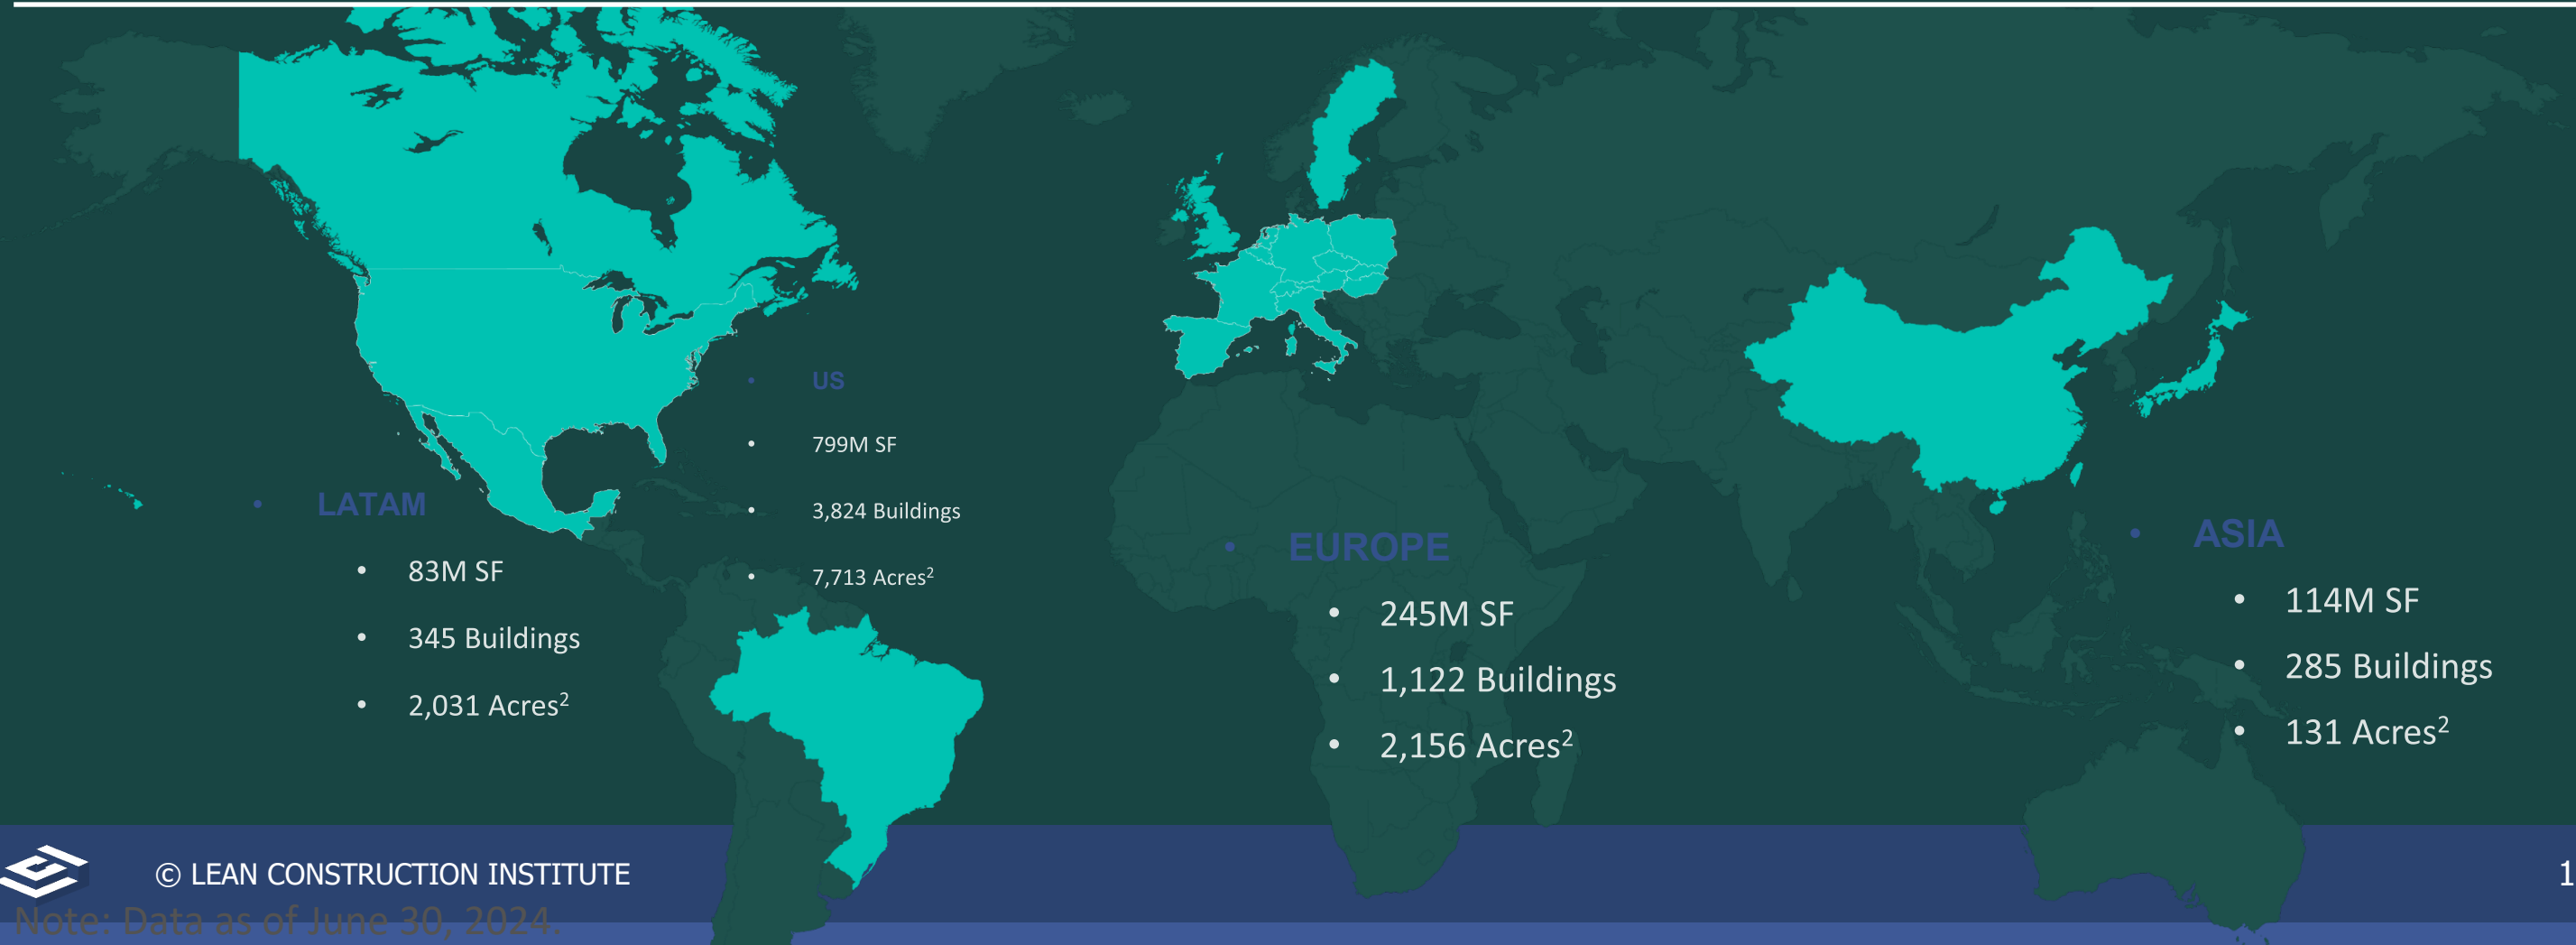 • US
• 799M SF
• 3,824 Buildings
• 7,713 Acres²
• LATAM
• 83M SF
• 345 Buildings
• 2,031 Acres²
• EUROPE
• 245M SF
• 1,122 Buildings
• 2,156 Acres²
• ASIA
• 114M SF
• 285 Buildings
• 131 Acres²
© LEAN CONSTRUCTION INSTITUTE
1
Note: Data as of June 30, 2024.